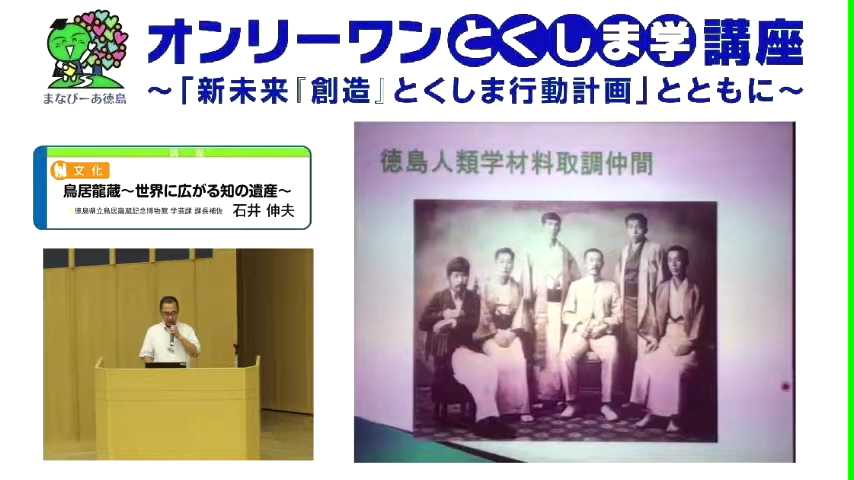 オンリーワンとくしま学講座
～「新未来『創造』とくしま行動計画」とともに～
まなびーあ徳島
講座
文化
鳥居龍蔵～世界に広がる知の遺産～
徳島県立鳥居龍蔵記念博物館 学芸課 課長補佐 石井 伸夫
徳島人類学材料取調仲間